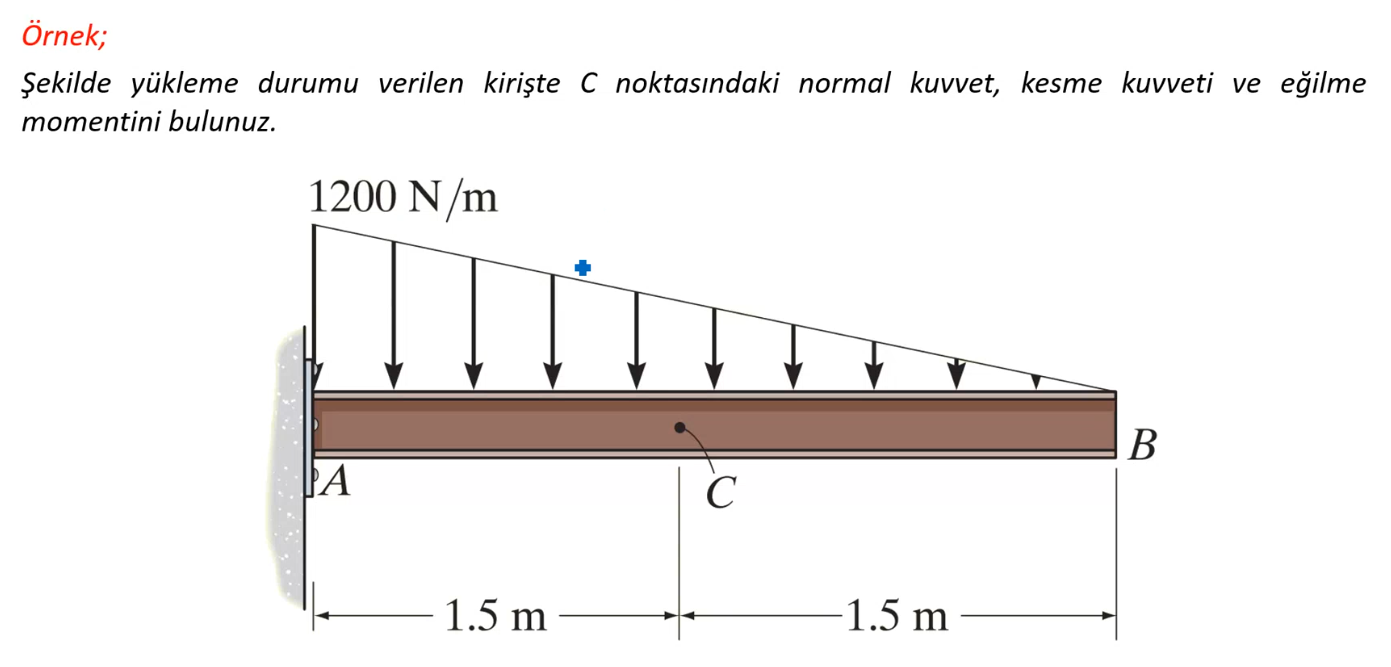 Örnek;
Şekilde yükleme durumu verilen kirişte C noktasındaki normal kuvvet, kesme kuvveti ve eğilme
momentini bulunuz.
1200 N/m
B
A
C
1.5 m
1.5 m